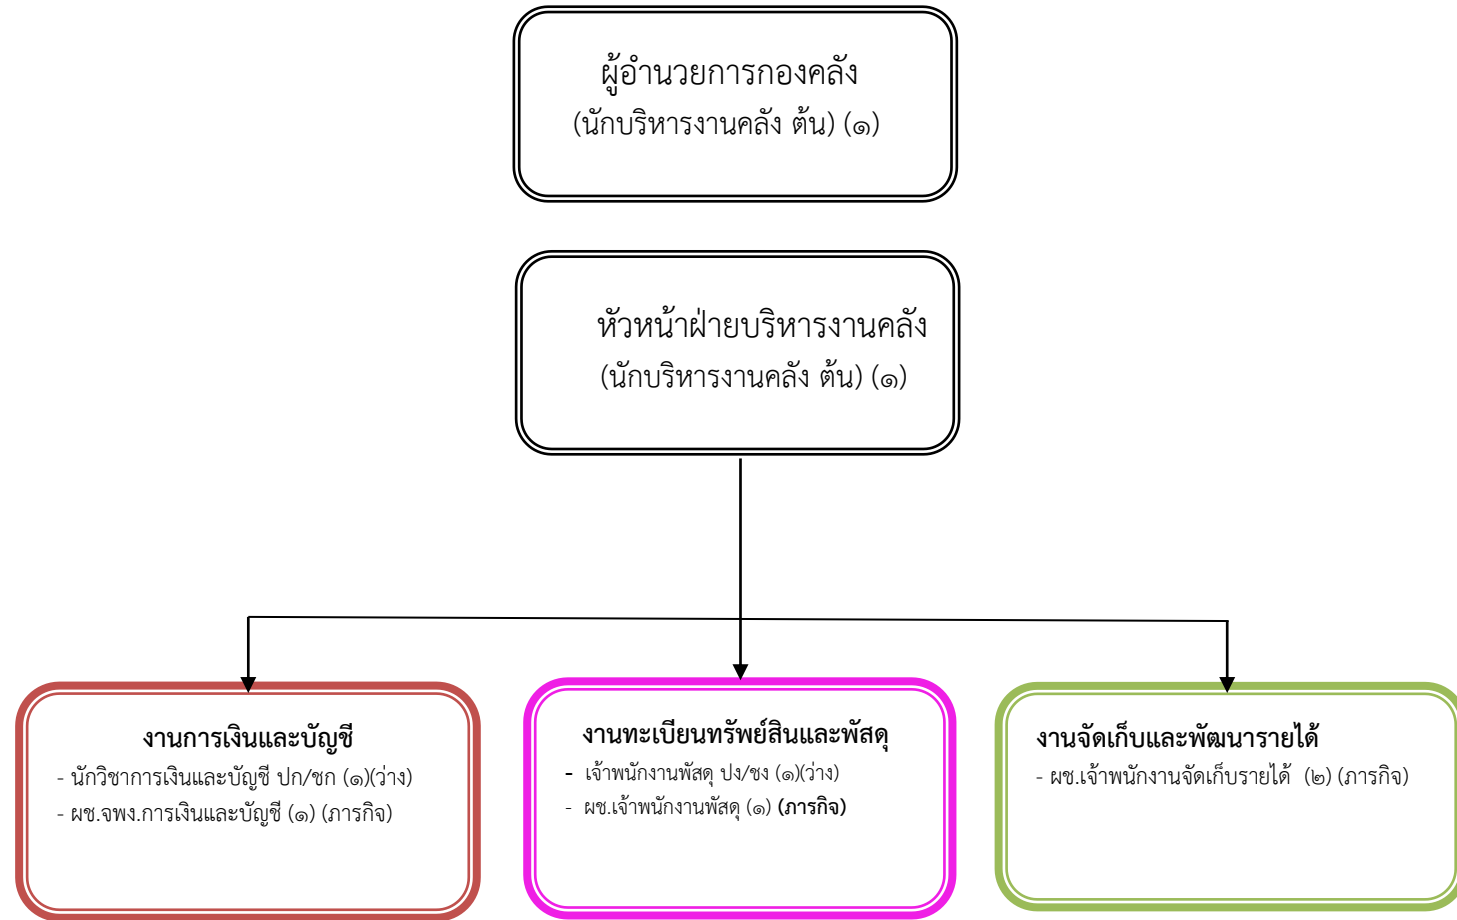 ผู้อำนวยการกองคลัง
(นักบริหารงานคลัง ต้น) (๑)
หัวหน้าฝ่ายบริหารงานคลัง
(นักบริหารงานคลัง ต้น) (๑)
งานการเงินและบัญชี
- นักวิชาการเงินและบัญชี ปก/ชก (๑)(ว่าง)
- ผช.จพง.การเงินและบัญชี (๑) (ภารกิจ)
งานทะเบียนทรัพย์สินและพัสดุ
- เจ้าพนักงานพัสดุ ปง/ชง (๑)(ว่าง)
- ผช.เจ้าพนักงานพัสดุ (๑) (ภารกิจ)
งานจัดเก็บและพัฒนารายได้
- ผช.เจ้าพนักงานจัดเก็บรายได้ (๒) (ภารกิจ)